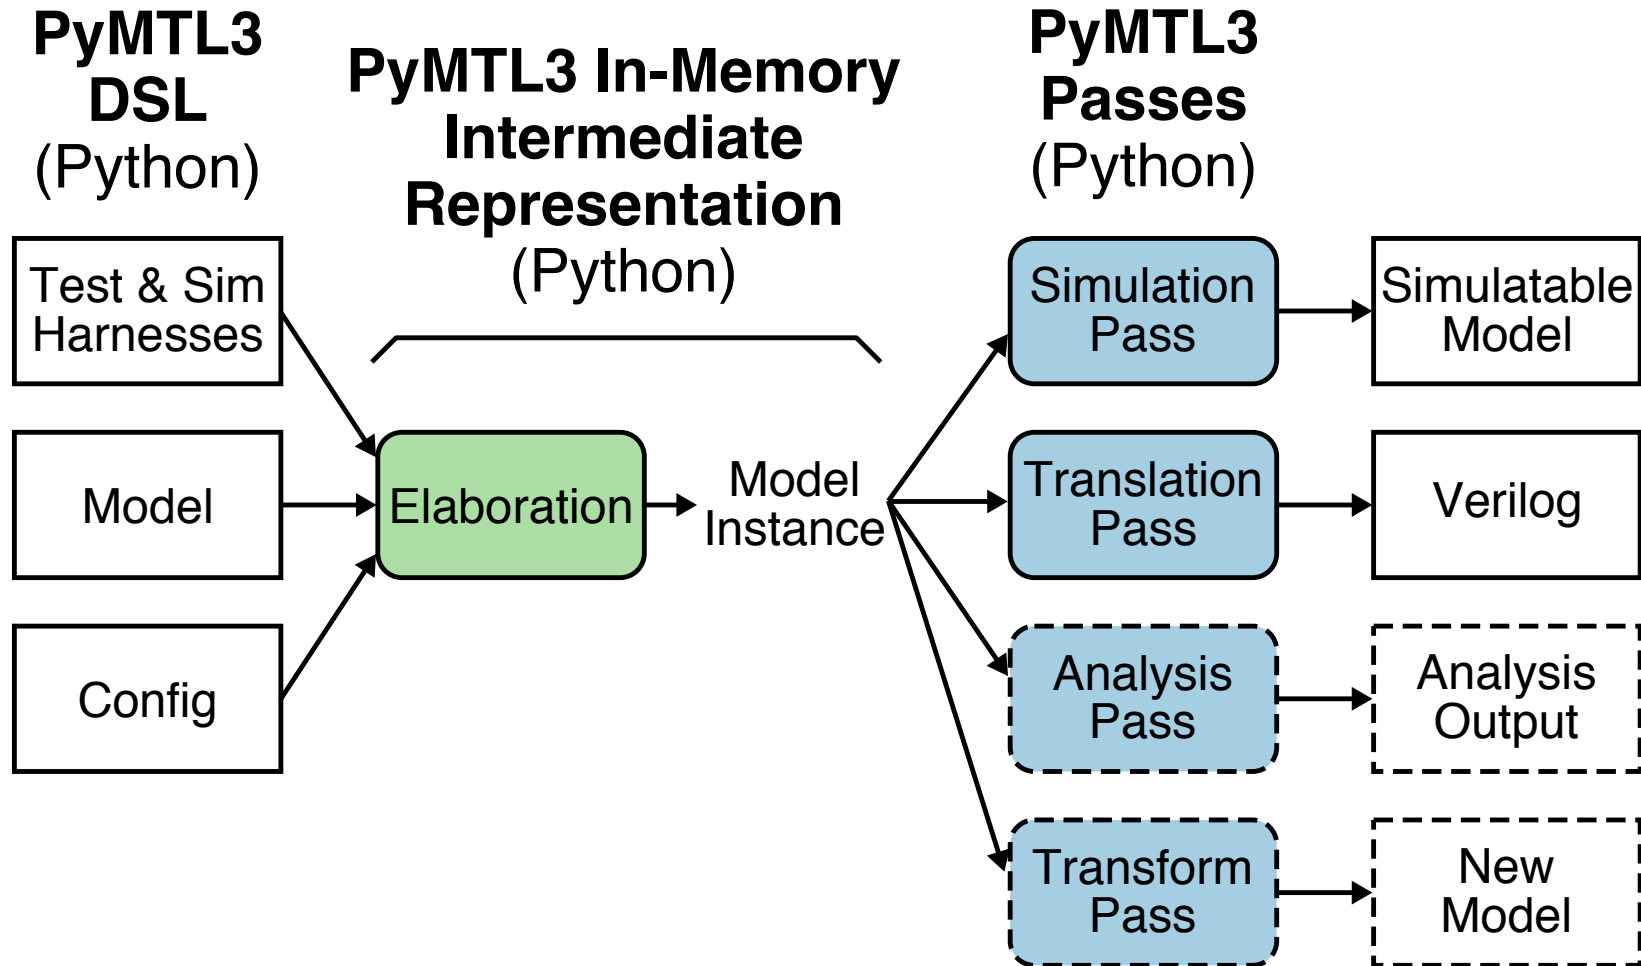 PyMTL3
DSL
(Python)
PyMTL3 In-Memory
Intermediate
Representation
(Python)
PyMTL3
Passes
(Python)
Test & Sim
Harnesses
Model
Config
Elaboration
Model
Instance
Simulation
Pass
Simulatable
Model
Translation
Pass
Verilog
Analysis
Pass
Analysis
Output
Transform
Pass
New
Model